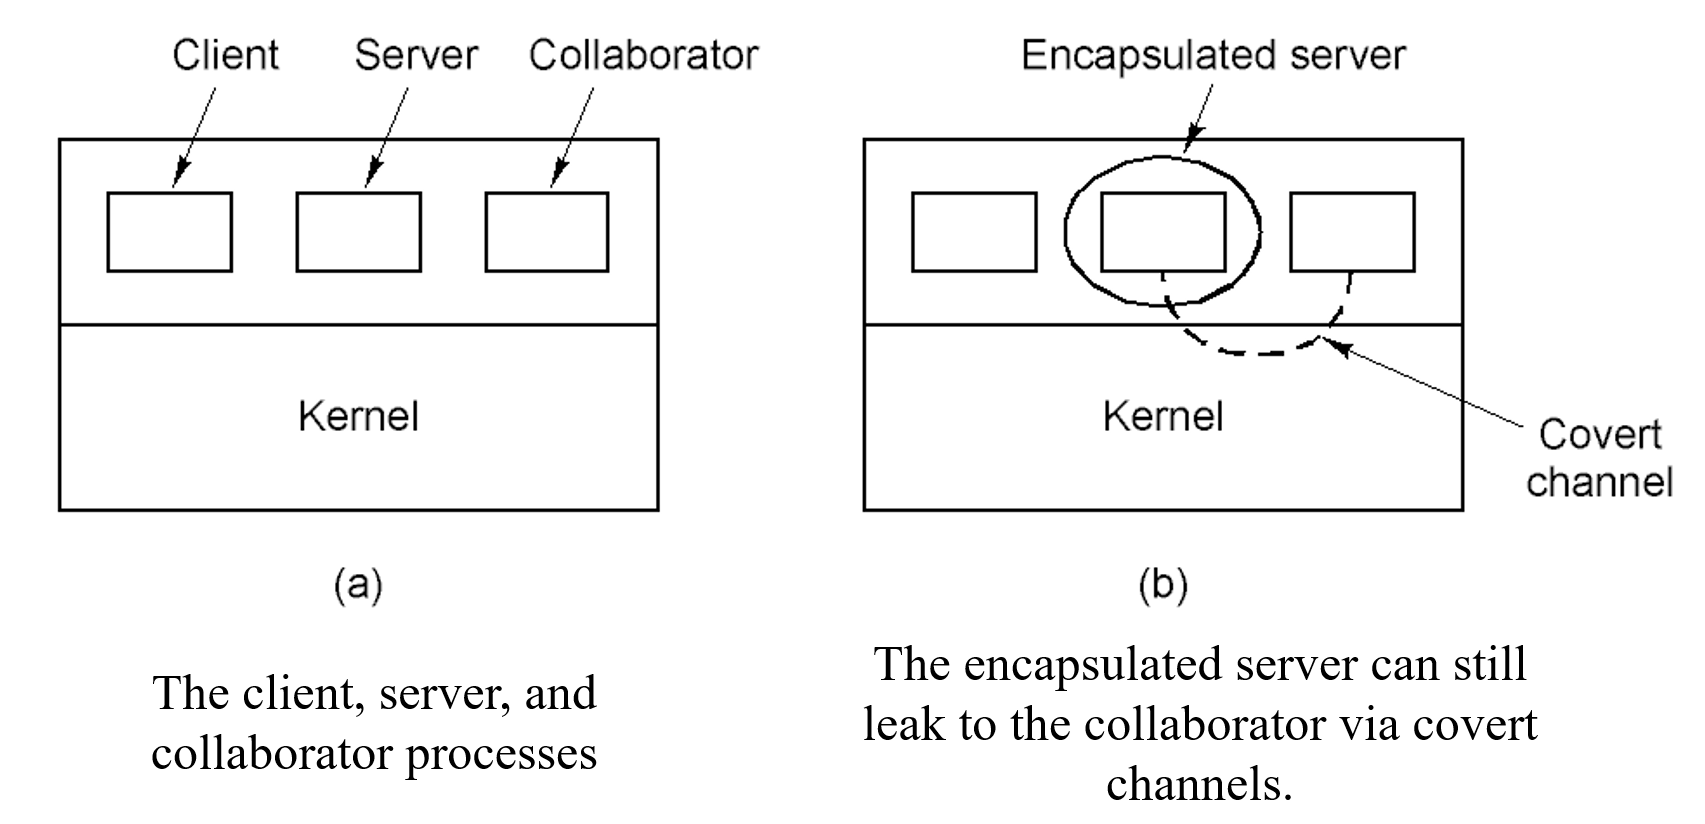 Client Server Collaborator
Kernel
(a)
The client, server, and
collaborator processes
Encapsulated server
Kernel
Covert
channel
(b)
The encapsulated server can still
leak to the collaborator via covert
channels.